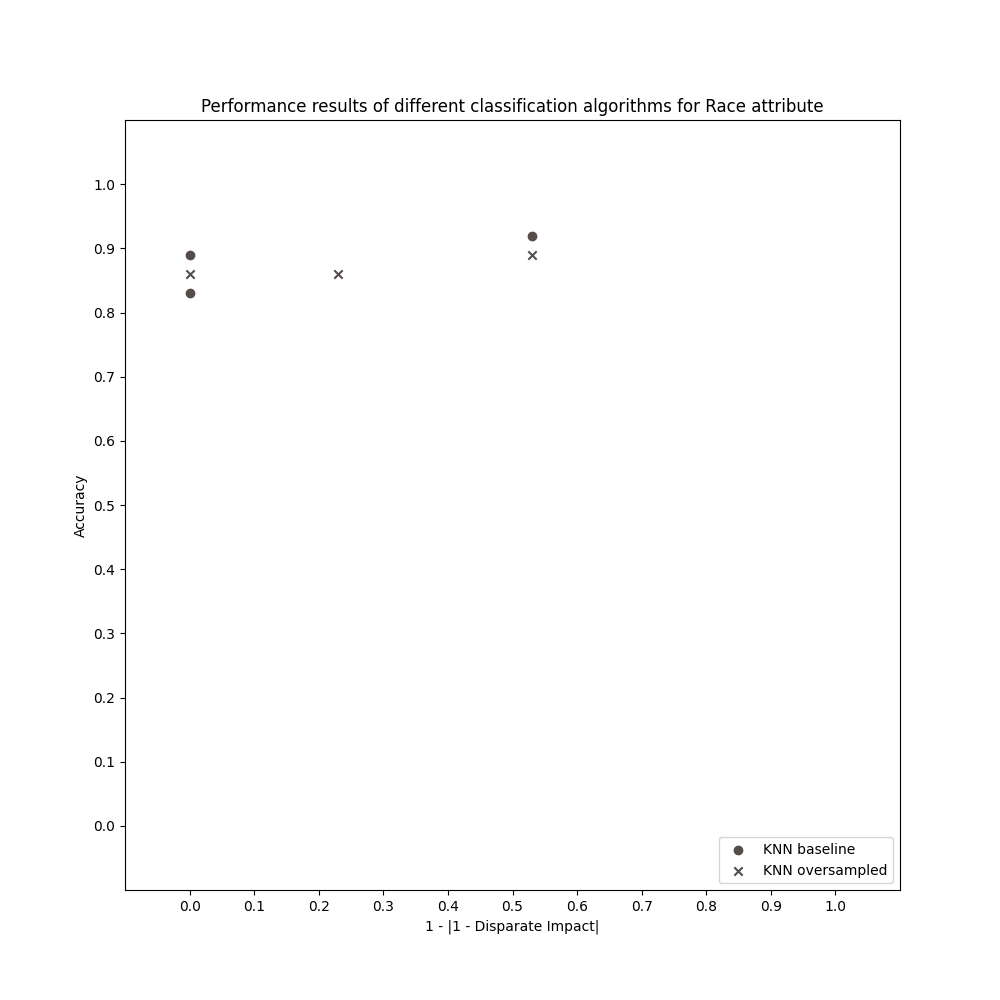 Performance results of different classification algorithms for Race attribute
1.0
0.9
0.8
0.7
0.6
0.5
0.4
0.3
0.2
0.1
0.0
Accuracy
KNN baseline
KNN oversampled
0.0 0.1 0.2 0.3 0.4 0.5 0.6 0.7 0.8 0.9 1.0
1 - |1 - Disparate Impact|